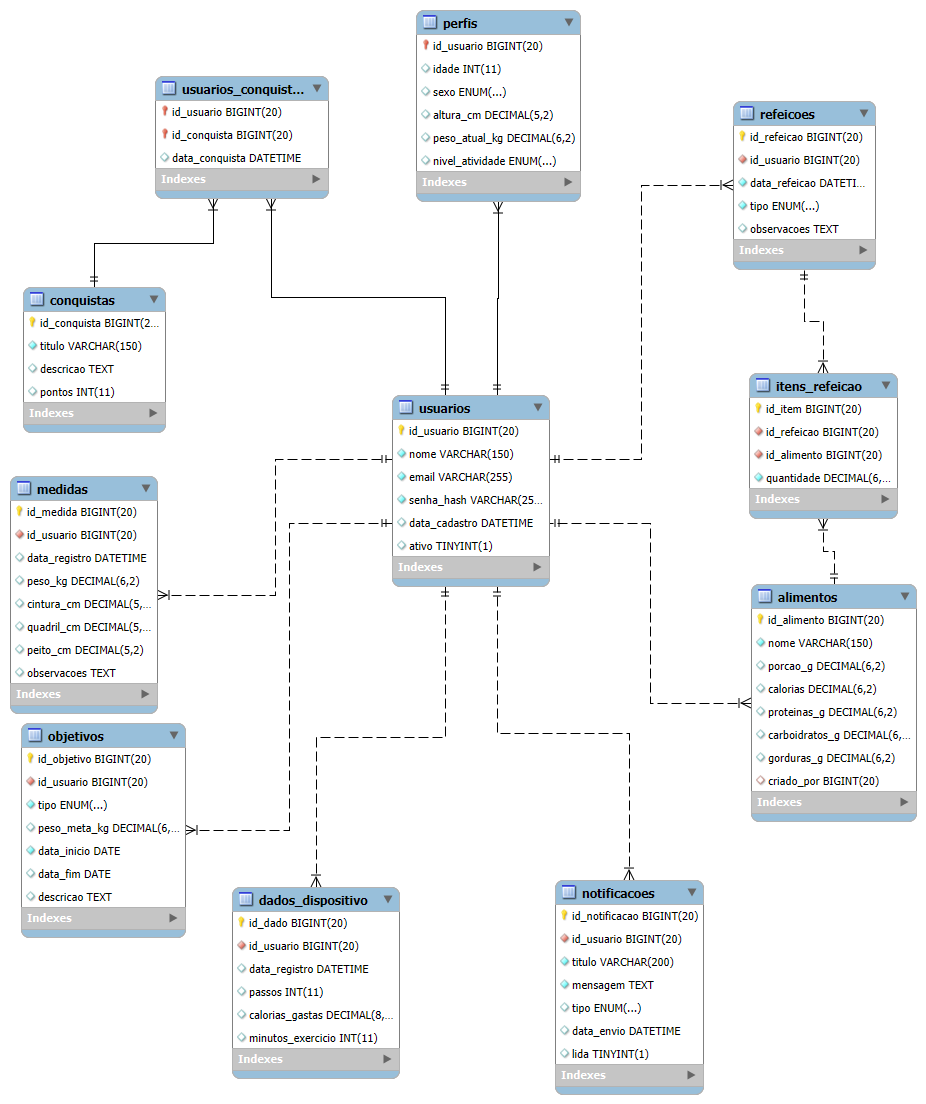 perfis
id_usuario BIGINT(20)
idade INT(11)
sexo ENUM(...)
altura_cm DECIMAL(5,2)
peso_atual_kg DECIMAL(6,2)
nivel_atividade ENUM(...)
Indexes
usuarios_conquist...
id_usuario BIGINT(20)
id_conquista BIGINT(20)
data_conquista DATETIME
Indexes
refeicoes
id_refeicao BIGINT(20)
id_usuario BIGINT(20)
data_refeicao DATETI...
tipo ENUM(...)
observacoes TEXT
Indexes
conquistas
id_conquista BIGINT(2...
titulo VARCHAR(150)
descricao TEXT
pontos INT(11)
Indexes
itens_refeicao
id_item BIGINT(20)
id_refeicao BIGINT(20)
id_alimento BIGINT(20)
quantidade DECIMAL(6,...
Indexes
usuarios
id_usuario BIGINT(20)
nome VARCHAR(150)
email VARCHAR(255)
senha_hash VARCHAR(25...
data_cadastro DATETIME
ativo TINYINT(1)
Indexes
medidas
id_medida BIGINT(20)
id_usuario BIGINT(20)
data_registro DATETIME
peso_kg DECIMAL(6,2)
cintura_cm DECIMAL(5,...
quadril_cm DECIMAL(5,...
peito_cm DECIMAL(5,2)
observacoes TEXT
Indexes
alimentos
id_alimento BIGINT(20)
nome VARCHAR(150)
porcao_g DECIMAL(6,2)
calorias DECIMAL(6,2)
proteinas_g DECIMAL(6,2)
carboidratos_g DECIMAL(6,...
gorduras_g DECIMAL(6,2)
criado_por BIGINT(20)
Indexes
objetivos
id_objetivo BIGINT(20)
id_usuario BIGINT(20)
tipo ENUM(...)
peso_meta_kg DECIMAL(6,...
data_inicio DATE
data_fim DATE
descricao TEXT
Indexes
dados_dispositivo
id_dado BIGINT(20)
id_usuario BIGINT(20)
data_registro DATETIME
passos INT(11)
calorias_gastas DECIMAL(8,...
minutos_exercicio INT(11)
Indexes
notificacoes
id_notificacao BIGINT(20)
id_usuario BIGINT(20)
titulo VARCHAR(200)
mensagem TEXT
tipo ENUM(...)
data_envio DATETIME
lida TINYINT(1)
Indexes